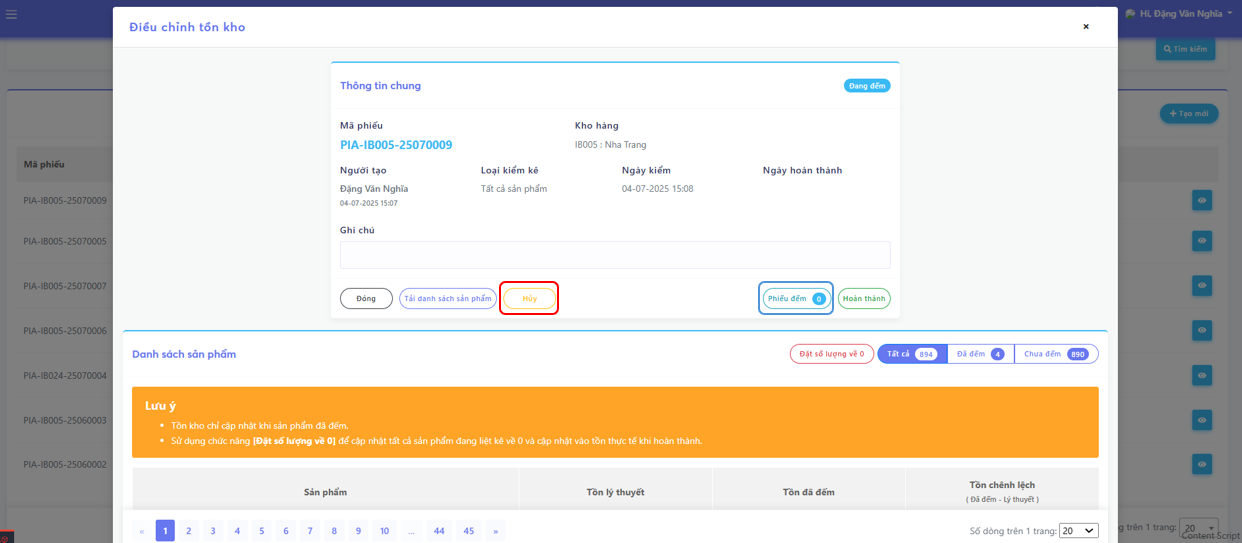 Điều chỉnh tồn kho
×
Hi, Đặng Văn Nghĩa
Tìm kiếm
Thông tin chung
Đang đếm
Tạo mới
Mã phiếu
Kho hàng
PIA-IB005-25070009
IB005 : Nha Trang
Mã phiếu
Người tạo
Loại kiểm kê
Ngày kiểm
Ngày hoàn thành
Đặng Văn Nghĩa
Tất cả sản phẩm
04-07-2025 15:08
04-07-2025 15:07
PIA-IB005-25070009
Ghi chú
PIA-IB005-25070005
PIA-IB005-25070007
Đóng
Tải danh sách sản phẩm
Hủy
Phiếu đếm 0
Hoàn thành
PIA-IB005-25070006
Danh sách sản phẩm
Đặt số lượng về 0
Tất cả 894
Đã đếm 4
Chưa đếm 890
PIA-IB024-25070004
Lưu ý
• Tồn kho chỉ cập nhật khi sản phẩm đã đếm.
• Sử dụng chức năng [Đặt số lượng về 0] để cập nhật tất cả sản phẩm đang liệt kê về 0 và cập nhật vào tồn thực tế khi hoàn thành.
PIA-IB005-25060003
PIA-IB005-25060002
Sản phẩm
Tồn lý thuyết
Tồn đã đếm
Tồn chênh lệch
( Đã đếm - Lý thuyết )
« 1 2 3 4 5 6 7 8 9 10 ... 44 45 »
Số dòng trên 1 trang: 20
g trên 1 trang: 20
Content Script